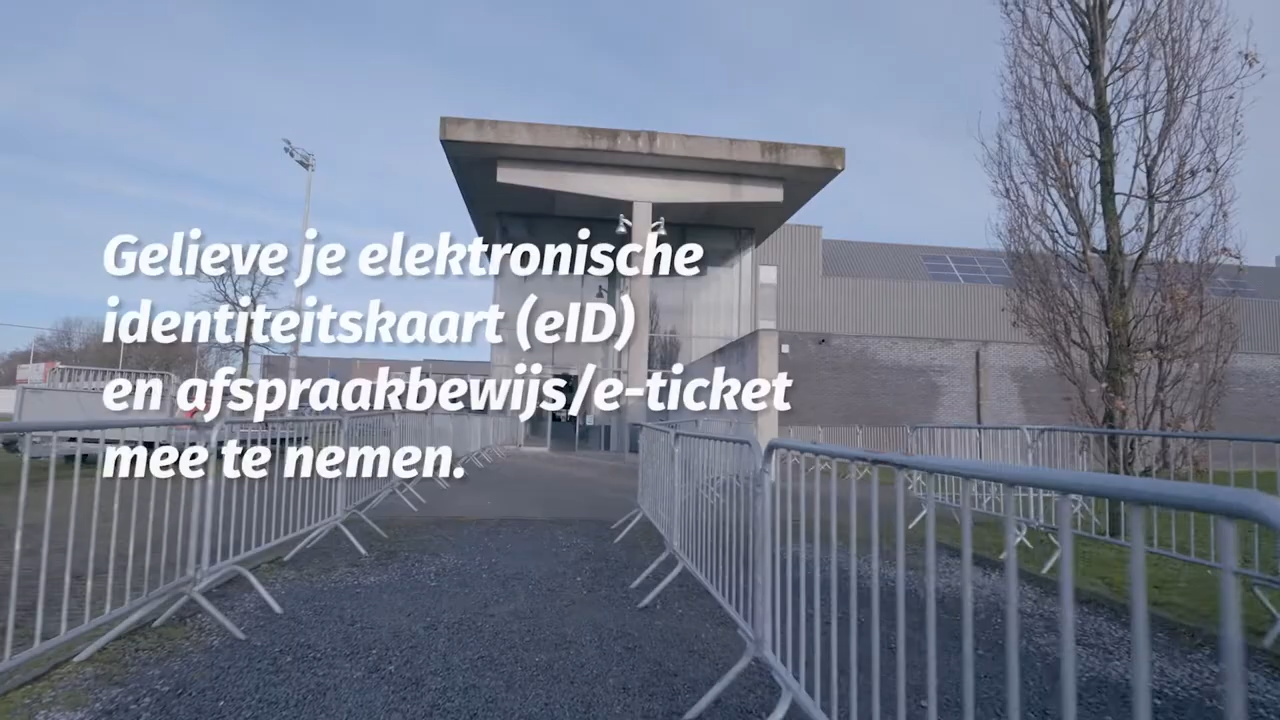 Gelieve je elektronische
identiteitskaart (eID)
en afspraakbewijs/e-ticket
mee te nemen.